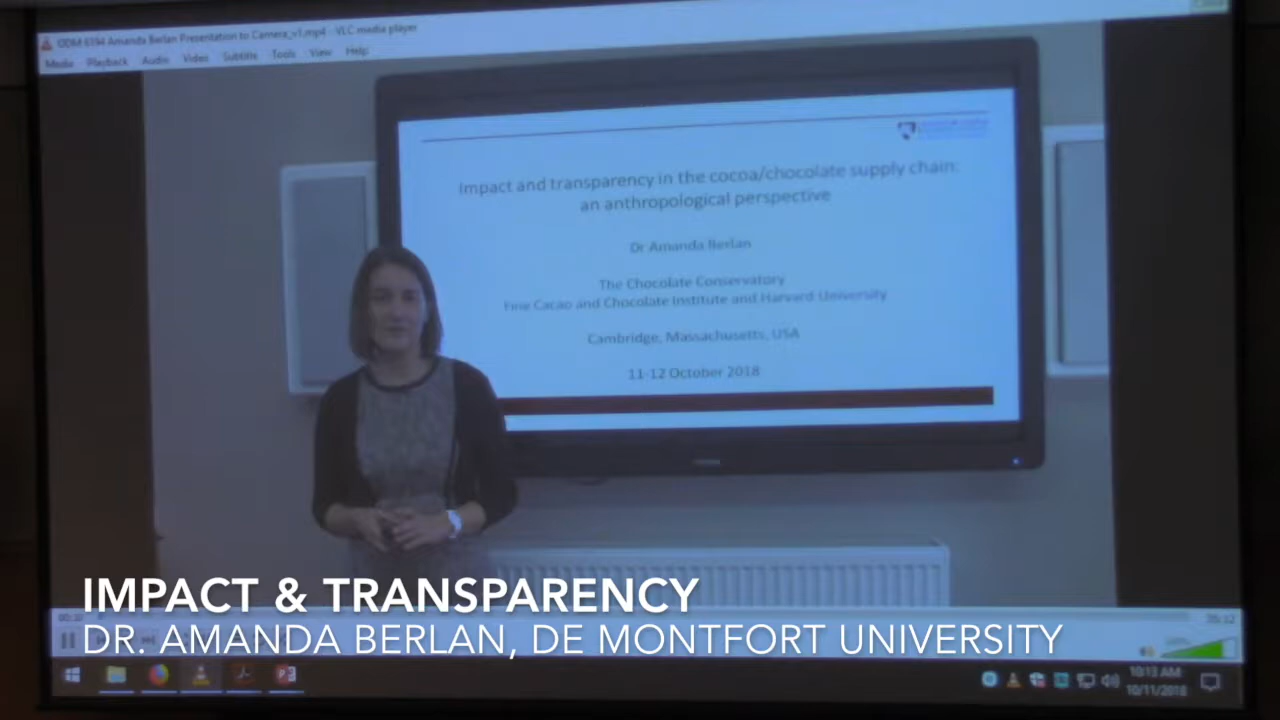 ODM 6194 Amanda Berlan Presentation to Camera_v1.mp4 - VLC media player
Media Playback Audio Video Subtitle Tools View Help
Impact and transparency in the cocoa/chocolate supply chain:
an anthropological perspective
Dr Amanda Berlan
The Chocolate Conservatory
Fine Cacao and Chocolate Institute and Harvard University
Cambridge, Massachusetts, USA
11-12 October 2018
IMPACT & TRANSPARENCY
DR. AMANDA BERLAN, DE MONTFORT UNIVERSITY
10:13 AM
10/11/2018